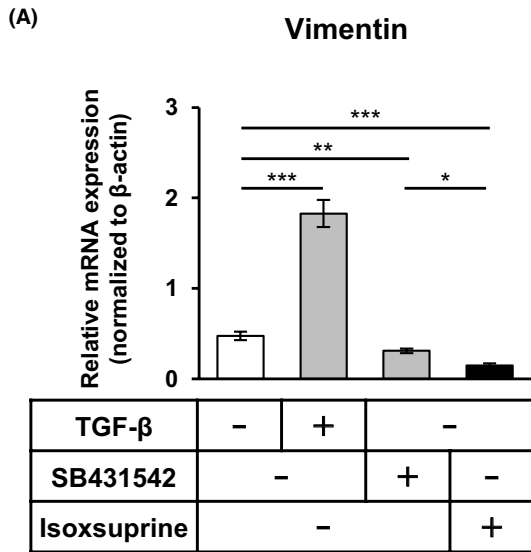 (A)
Vimentin
Relative mRNA expression
(normalized to β-actin)
3
2
1
0
***
**
***
*
TGF-β - + -
SB431542 - + -
Isoxsuprine - +